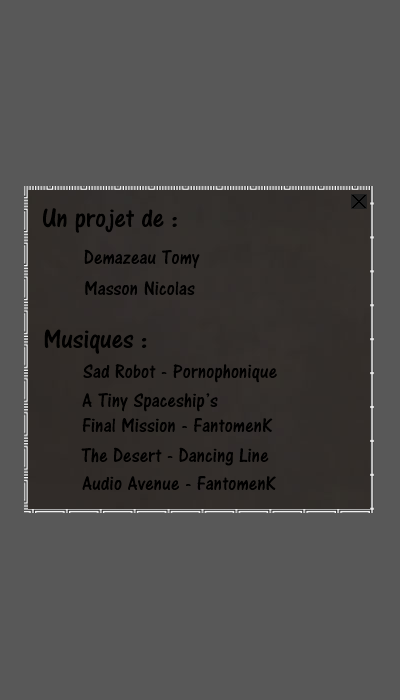 Un projet de :
Demazeau Tomy
Masson Nicolas
Musiques :
Sad Robot - Pornophonique
A Tiny Spaceship's
Final Mission - FantomenK
The Desert - Dancing Line
Audio Avenue - FantomenK